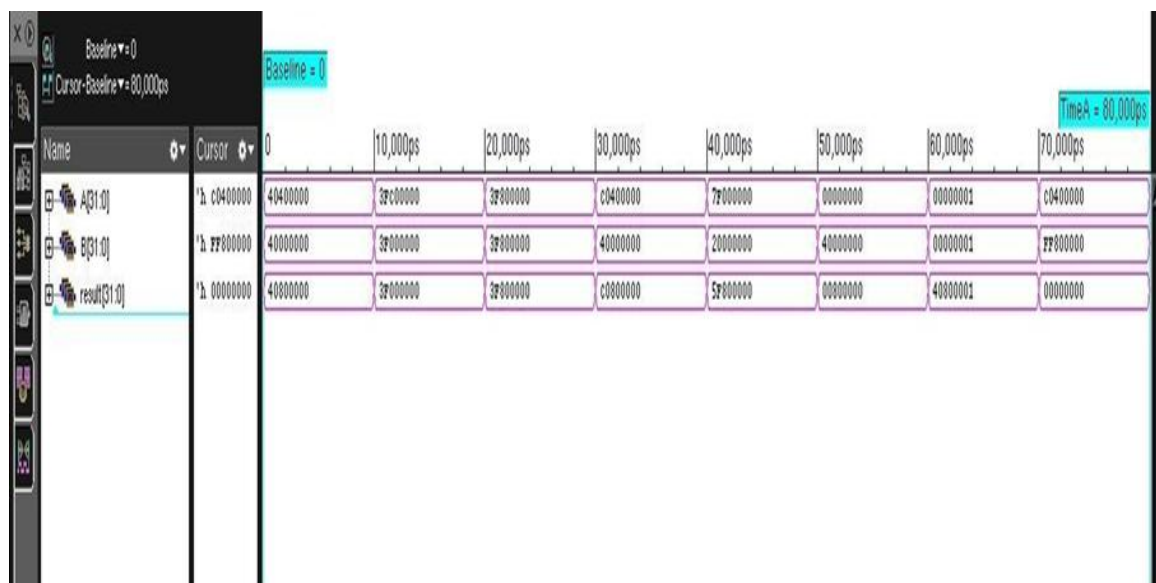 Baseline▼=0
Cursor-Baseline▼=80,000ps
Baseline = 0
TimeA = 80,000ps
Name Cursor 0 10,000ps 20,000ps 30,000ps 40,000ps 50,000ps 60,000ps 70,000ps
A[31:0] 'h C0400000 40400000 3FC00000 3F800000 C0400000 7F000000 00000000 00000001 C0400000
B[31:0] 'h FF800000 40000000 3F000000 3F800000 40000000 20000000 40000000 00000001 FF800000
result[31:0] 'h 00000000 40800000 3F000000 3F800000 C0800000 5F800000 00800000 40800001 00000000